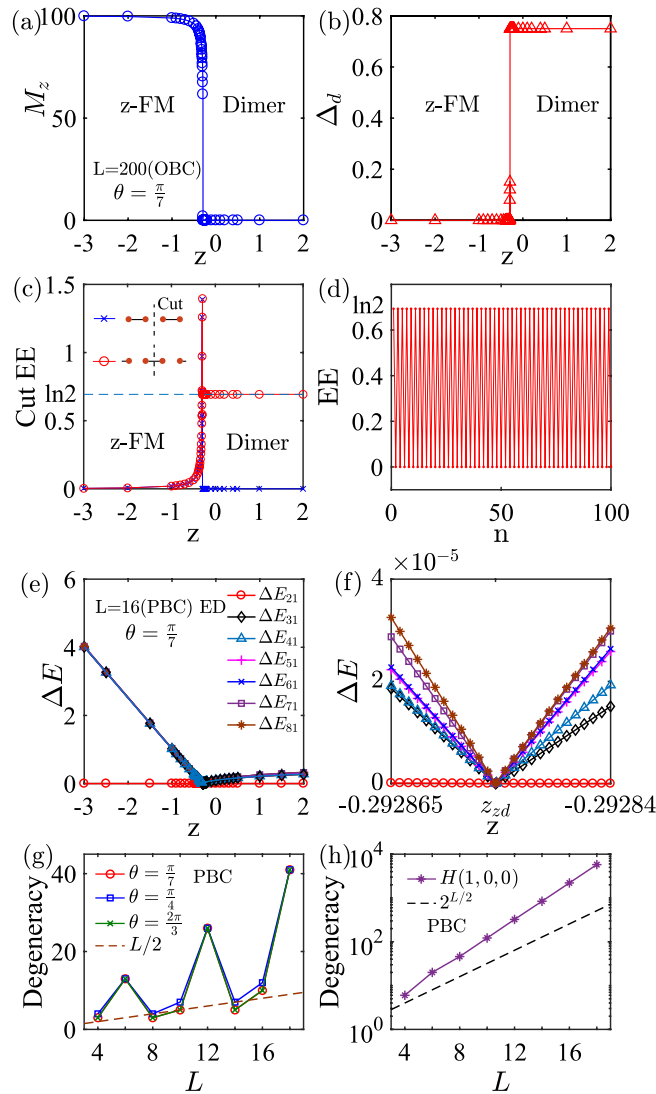 (a)
100
50
0
M_z
z-FM
Dimer
L=200(OBC)
θ = π/7
-3 -2 -1 0 1 2
z
(b)
0.8
0.4
0
Δ_d
z-FM
Dimer
-3 -2 -1 0 1 2
z
(c)
1.5
1
ln2
0.5
0
Cut EE
Cut
z-FM
Dimer
-3 -2 -1 0 1 2
z
(d)
ln2
0.6
0.4
0.2
0
EE
0 50 100
n
(e)
6
4
2
0
ΔE
L=16(PBC) ED
θ = π/7
ΔE_21
ΔE_31
ΔE_41
ΔE_51
ΔE_61
ΔE_71
ΔE_81
-3 -2 -1 0 1 2
z
(f)
×10^-5
4
2
0
ΔE
-0.292865 z_zd -0.29284
z
(g)
40
20
0
Degeneracy
θ = π/7 PBC
θ = π/4
θ = 2π/3
L/2
4 8 12 16
L
(h)
10^4
10^2
10^0
Degeneracy
H(1, 0, 0)
2^{L/2}
PBC
4 8 12 16
L